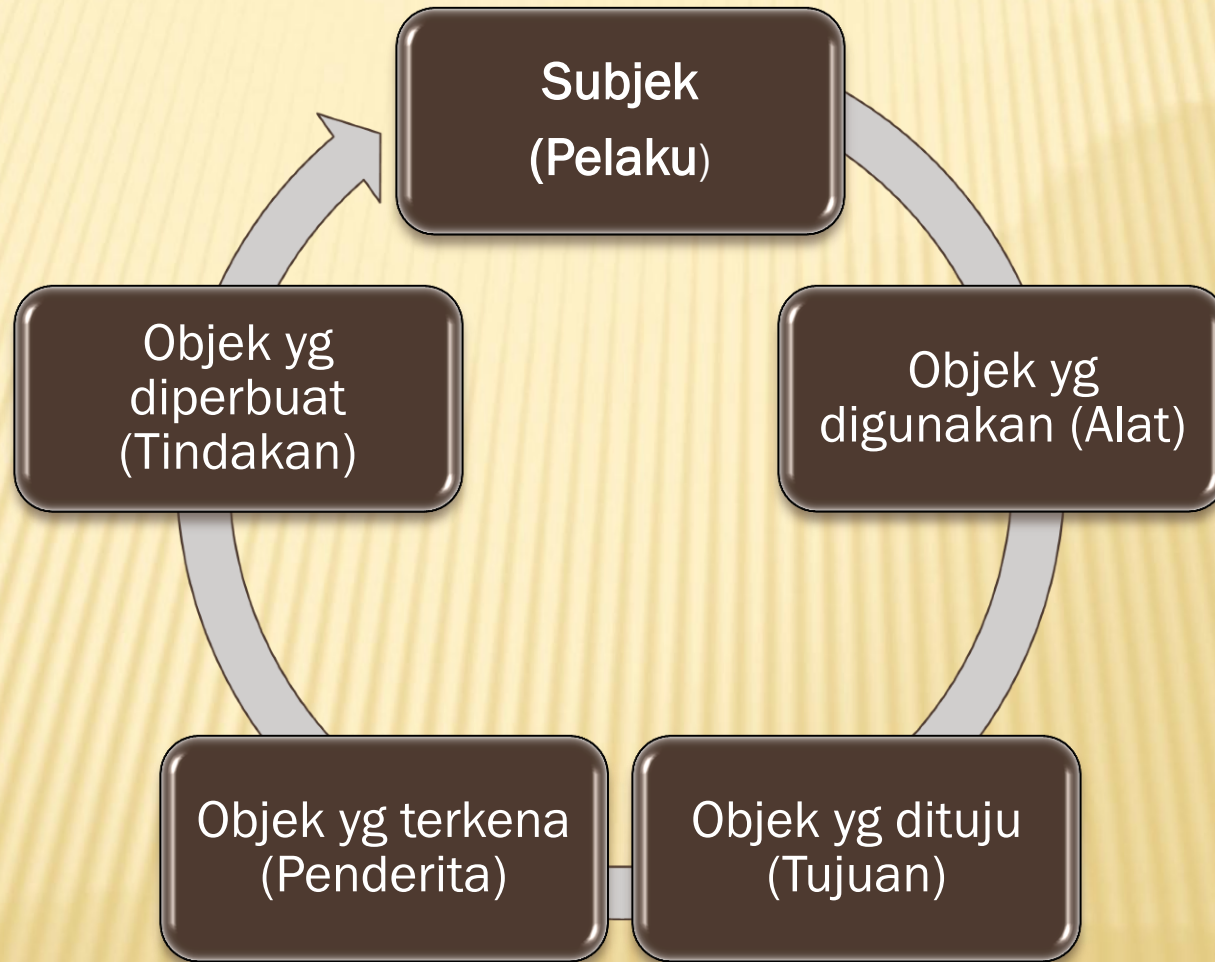 Subjek
(Pelaku)
Objek yg
digunakan (Alat)
Objek yg dituju
(Tujuan)
Objek yg terkena
(Penderita)
Objek yg
diperbuat
(Tindakan)